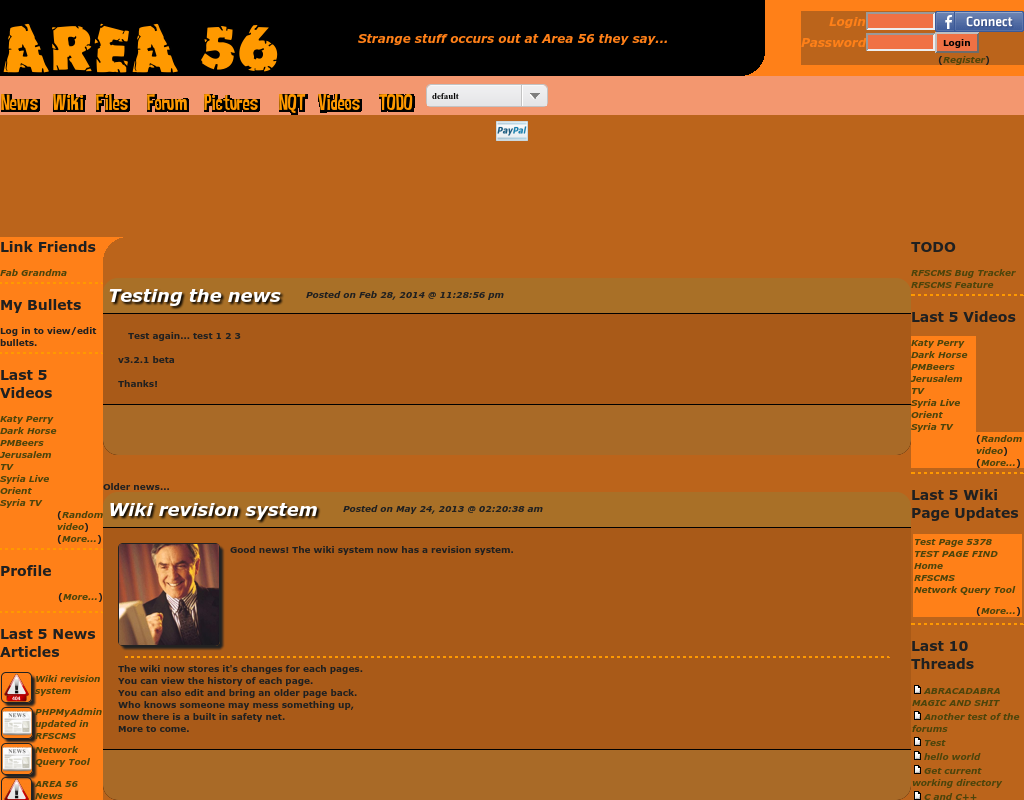 AREA 56
Strange stuff occurs out at Area 56 they say...
Login
Connect
Password
Login
(Register)
News Wiki Files Forum Pictures NQT Videos TODO
default
PayPal
Link Friends
Fab Grandma
My Bullets
Log in to view/edit
bullets.
Last 5
Videos
Katy Perry
Dark Horse
PMBeers
Jerusalem
TV
Syria Live
Orient
Syria TV
(Random
video)
(More...)
Profile
(More...)
Last 5 News
Articles
404
Wiki revision
system
NEWS
PHPMyAdmin
updated in
RFSCMS
NEWS
Network
Query Tool
AREA 56
News
Testing the news
Posted on Feb 28, 2014 @ 11:28:56 pm
Test again... test 1 2 3
v3.2.1 beta
Thanks!
Older news...
Wiki revision system
Posted on May 24, 2013 @ 02:20:38 am
Good news! The wiki system now has a revision system.
The wiki now stores it's changes for each pages.
You can view the history of each page.
You can also edit and bring an older page back.
Who knows someone may mess something up,
now there is a built in safety net.
More to come.
TODO
RFSCMS Bug Tracker
RFSCMS Feature
Last 5 Videos
Katy Perry
Dark Horse
PMBeers
Jerusalem
TV
Syria Live
Orient
Syria TV
(Random
video)
(More...)
Last 5 Wiki
Page Updates
Test Page 5378
TEST PAGE FIND
Home
RFSCMS
Network Query Tool
(More...)
Last 10
Threads
ABRACADABRA
MAGIC AND SHIT
Another test of the
forums
Test
hello world
Get current
working directory
C and C++